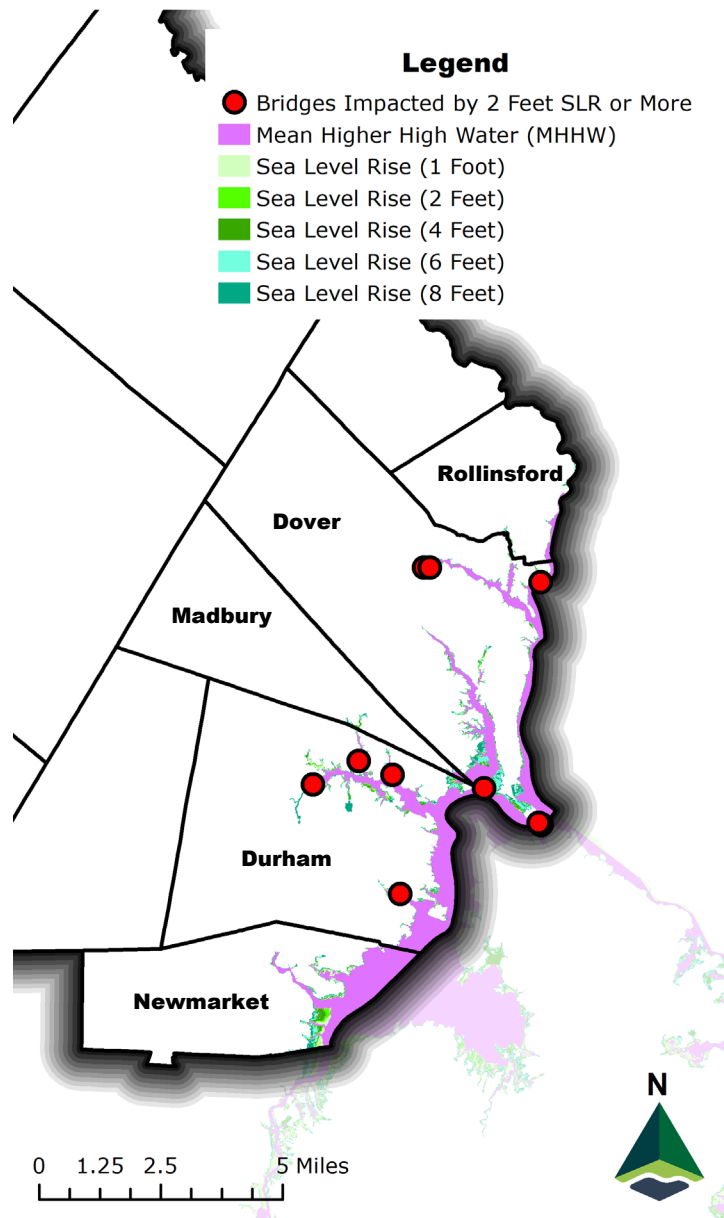 Legend
Bridges Impacted by 2 Feet SLR or More
Mean Higher High Water (MHHW)
Sea Level Rise (1 Foot)
Sea Level Rise (2 Feet)
Sea Level Rise (4 Feet)
Sea Level Rise (6 Feet)
Sea Level Rise (8 Feet)
Rollinsford
Dover
Madbury
Durham
Newmarket
N
0 1.25 2.5 5 Miles